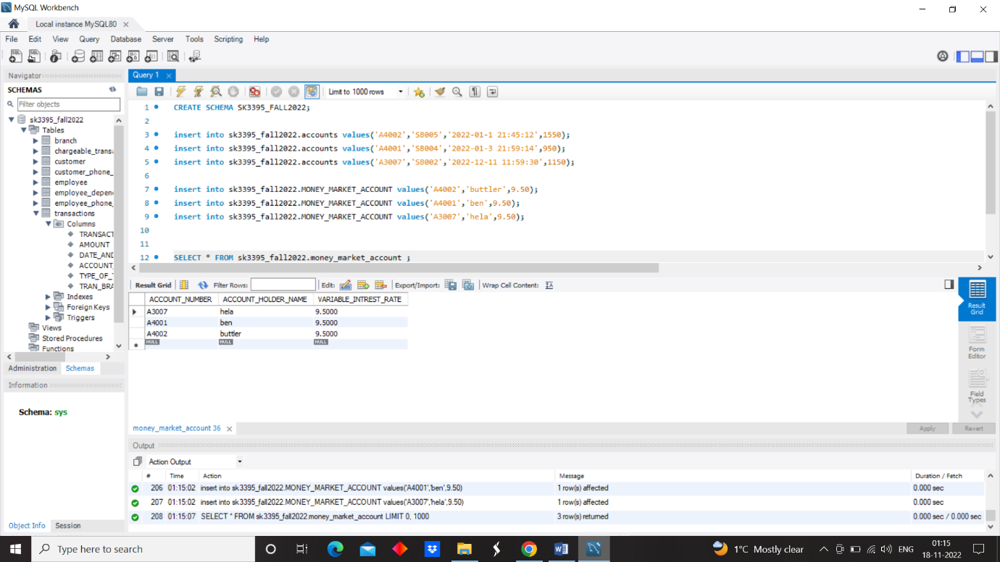 MySQL Workbench
Local instance MySQL80
File Edit View Query Database Server Tools Scripting Help
Navigator
SCHEMAS
Filter objects
sk3395_fall2022
Tables
branch
chargeable_transa
customer
customer_phone_
employee
employee_depen
employee_phone_
transactions
Columns
TRANSACT
AMOUNT
DATE_AND
ACCOUNT_
TYPE_OF_T
TRAN_BRA
Indexes
Foreign Keys
Triggers
Views
Stored Procedures
Functions
Administration Schemas
Information
Schema: sys
Object Info Session
Query 1
Limit to 1000 rows
1 CREATE SCHEMA SK3395_FALL2022;
2
3 insert into sk3395_fall2022.accounts values('A4002','SB005','2022-01-1 21:45:12',1550);
4 insert into sk3395_fall2022.accounts values('A4001','SB004','2022-01-3 21:59:14',950);
5 insert into sk3395_fall2022.accounts values('A3007','SB002','2022-12-11 11:59:30',1150);
6
7 insert into sk3395_fall2022.MONEY_MARKET_ACCOUNT values('A4002','buttler',9.50);
8 insert into sk3395_fall2022.MONEY_MARKET_ACCOUNT values('A4001','ben',9.50);
9 insert into sk3395_fall2022.MONEY_MARKET_ACCOUNT values('A3007','hela',9.50);
10
11
12 SELECT * FROM sk3395_fall2022.money_market_account ;
Result Grid Filter Rows: Edit: Export/Import: Wrap Cell Content:
ACCOUNT_NUMBER ACCOUNT_HOLDER_NAME VARIABLE_INTREST_RATE
A3007 hela 9.5000
A4001 ben 9.5000
A4002 buttler 9.5000
NULL NULL NULL
Result Grid
Form Editor
Field Types
money_market_account 36
Apply Revert
Output
Action Output
# Time Action Message Duration / Fetch
206 01:15:02 insert into sk3395_fall2022.MONEY_MARKET_ACCOUNT values('A4001','ben',9.50) 1 row(s) affected 0.000 sec
207 01:15:02 insert into sk3395_fall2022.MONEY_MARKET_ACCOUNT values('A3007','hela',9.50) 1 row(s) affected 0.000 sec
208 01:15:07 SELECT * FROM sk3395_fall2022.money_market_account LIMIT 0, 1000 3 row(s) returned 0.000 sec / 0.000 sec
Type here to search
1°C Mostly clear
ENG
01:15
18-11-2022